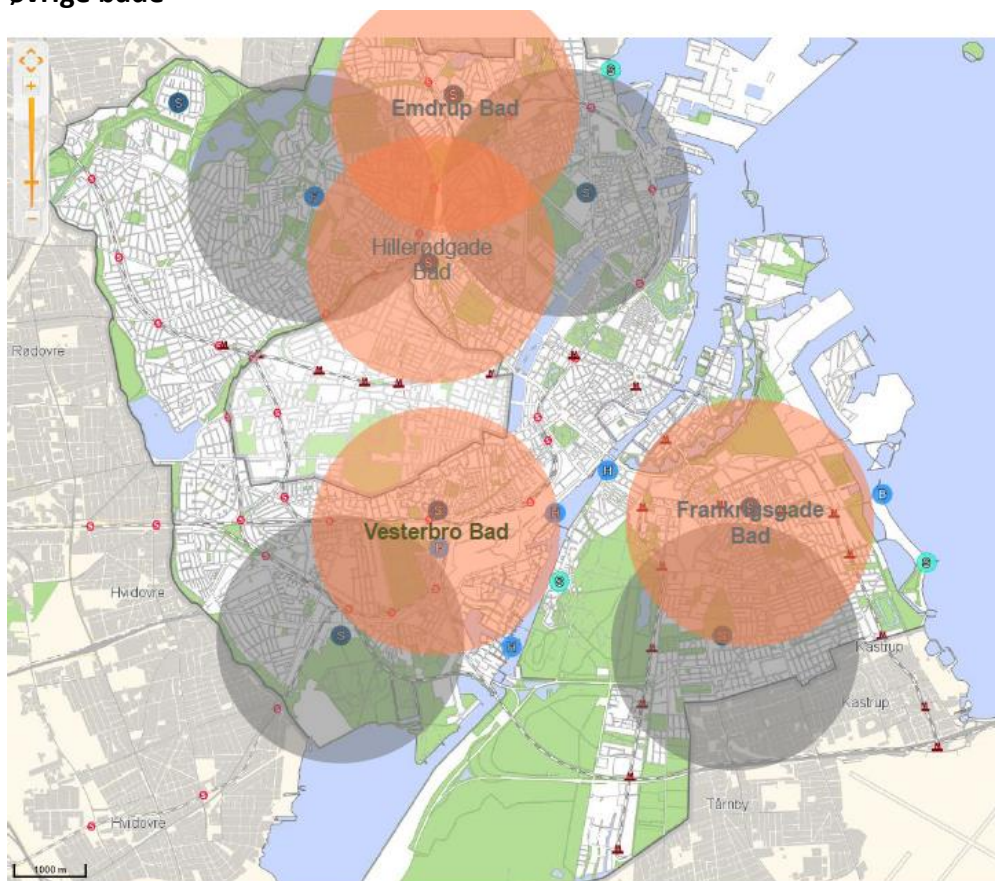 Øvrige bade
Emdrup Bad
Hillerødgade
Bad
Rødovre
Vesterbro Bad
Frankrigsgade
Bad
Hvidovre
Kastrup
Kastrup
Tårnby
Hvidovre
1000 m